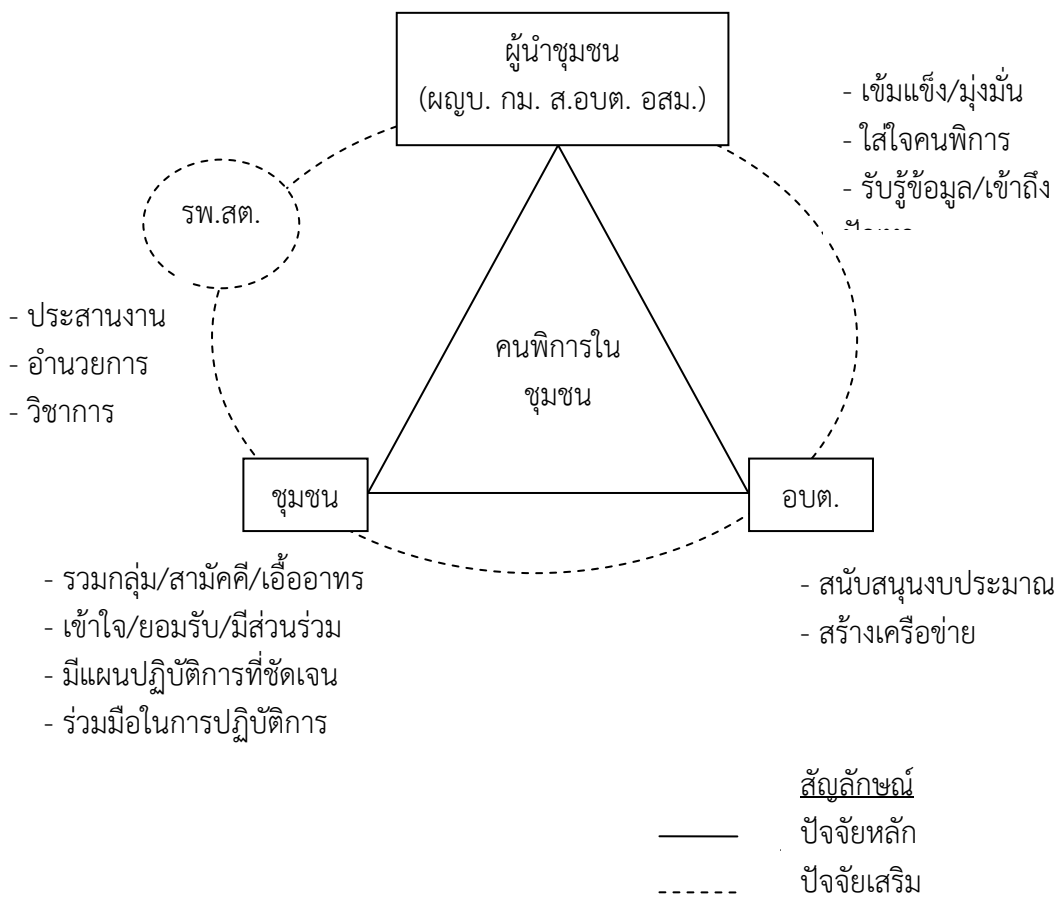 ผู้นำชุมชน
(ผญบ. กม. ส.อบต. อสม.)
- เข้มแข็ง/มุ่งมั่น
- ใส่ใจคนพิการ
- รับรู้ข้อมูล/เข้าถึง
รพ.สต.
- ประสานงาน
- อำนวยการ
- วิชาการ
คนพิการใน
ชุมชน
ชุมชน
อบต.
- รวมกลุ่ม/สามัคคี/เอื้ออาทร
- เข้าใจ/ยอมรับ/มีส่วนร่วม
- มีแผนปฏิบัติการที่ชัดเจน
- ร่วมมือในการปฏิบัติการ
- สนับสนุนงบประมาณ
- สร้างเครือข่าย
สัญลักษณ์
ปัจจัยหลัก
ปัจจัยเสริม